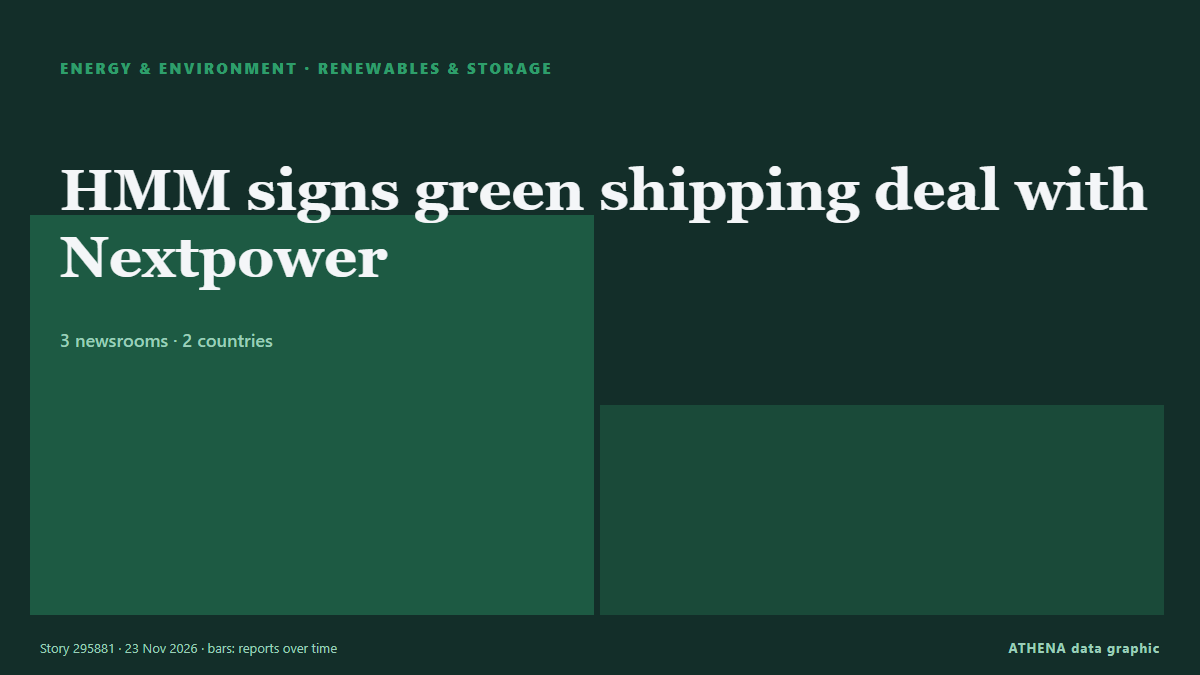 ENERGY & ENVIRONMENT · RENEWABLES & STORAGE
HMM signs green shipping deal with
Nextpower
3 newsrooms · 2 countries
Story 295881 · 23 Nov 2026 · bars: reports over time
ATHENA data graphic